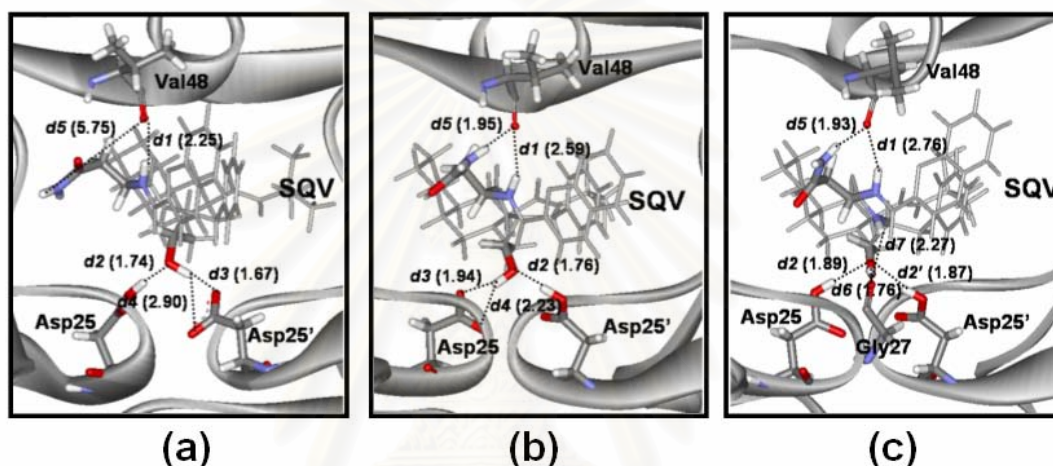 Val48
d5 (5.75)
d1 (2.25)
SQV
d2 (1.74)
d3 (1.67)
d4 (2.90)
Asp25
Asp25'
(a)
Val48
d5 (1.95)
d1 (2.59)
SQV
d3 (1.94)
d2 (1.76)
d4 (2.23)
Asp25
Asp25'
(b)
Val48
d5 (1.93)
d1 (2.76)
SQV
d7 (2.27)
d2 (1.89)
d2' (1.87)
d6 (1.76)
Asp25
Asp25'
Gly27
(c)